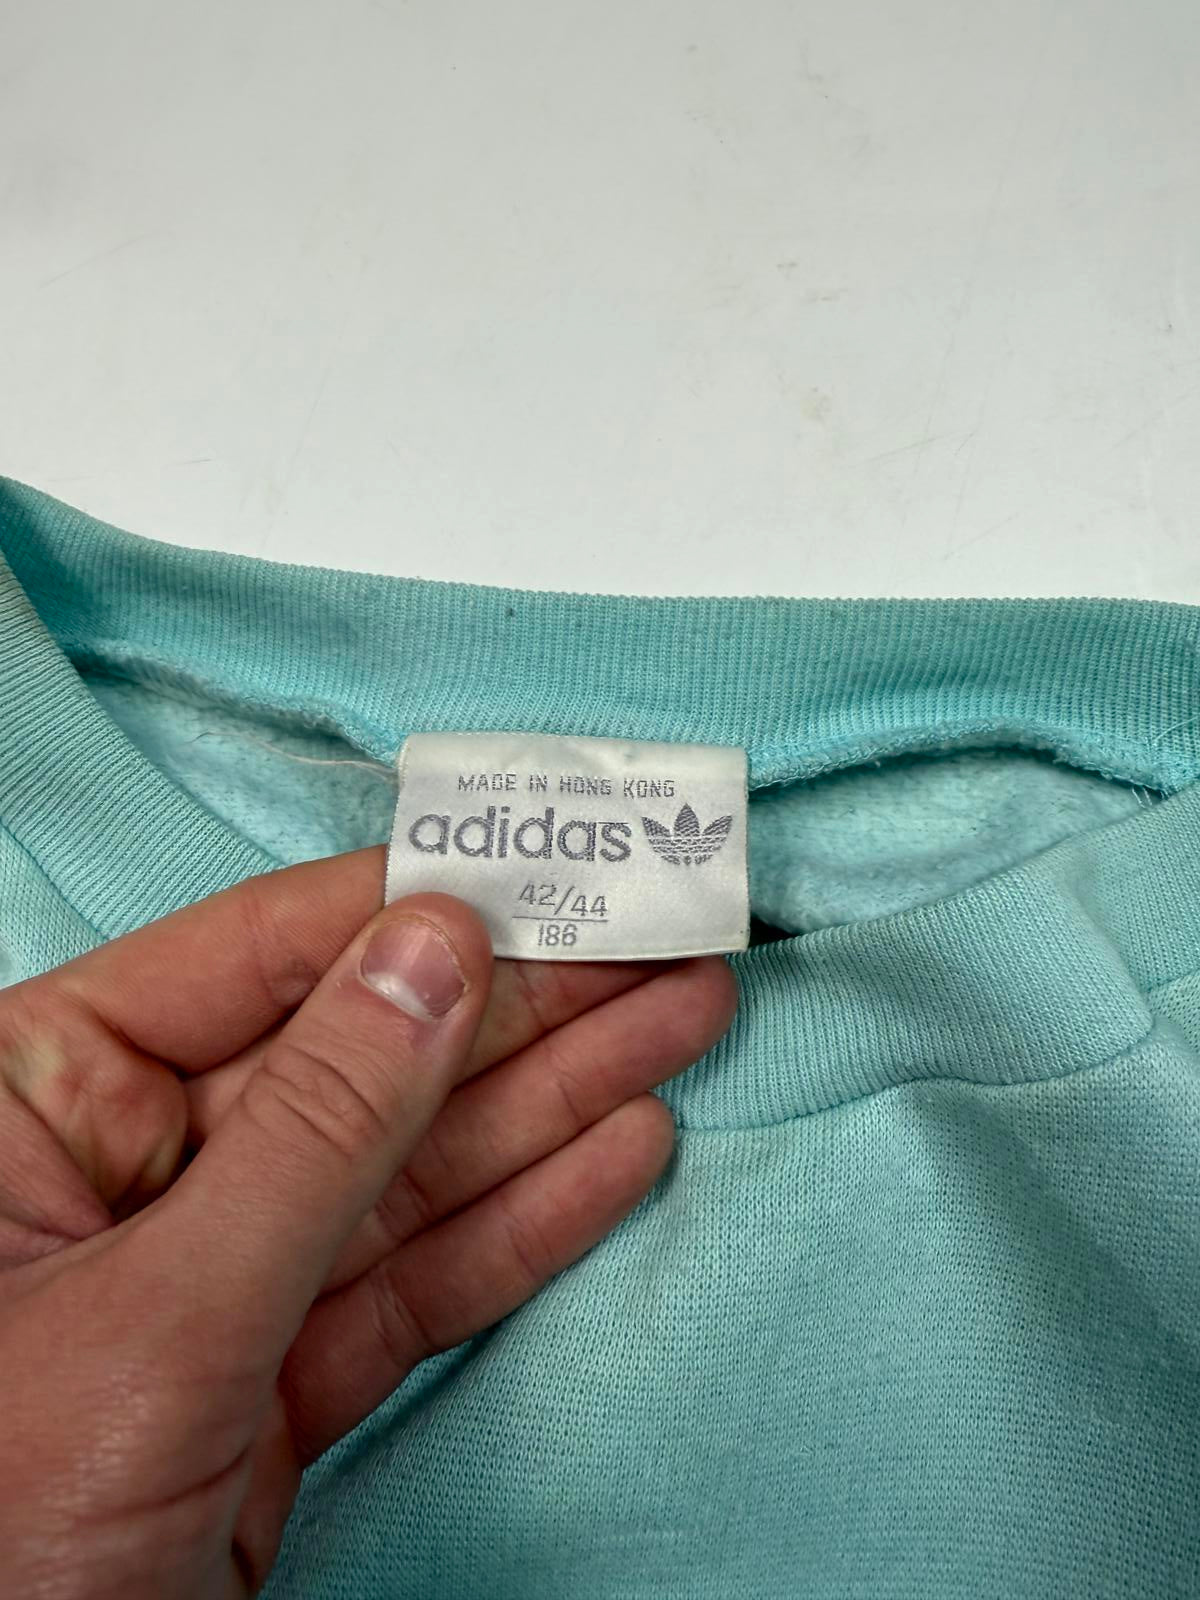 MADE IN HONG KONG
adidas
42/44
186